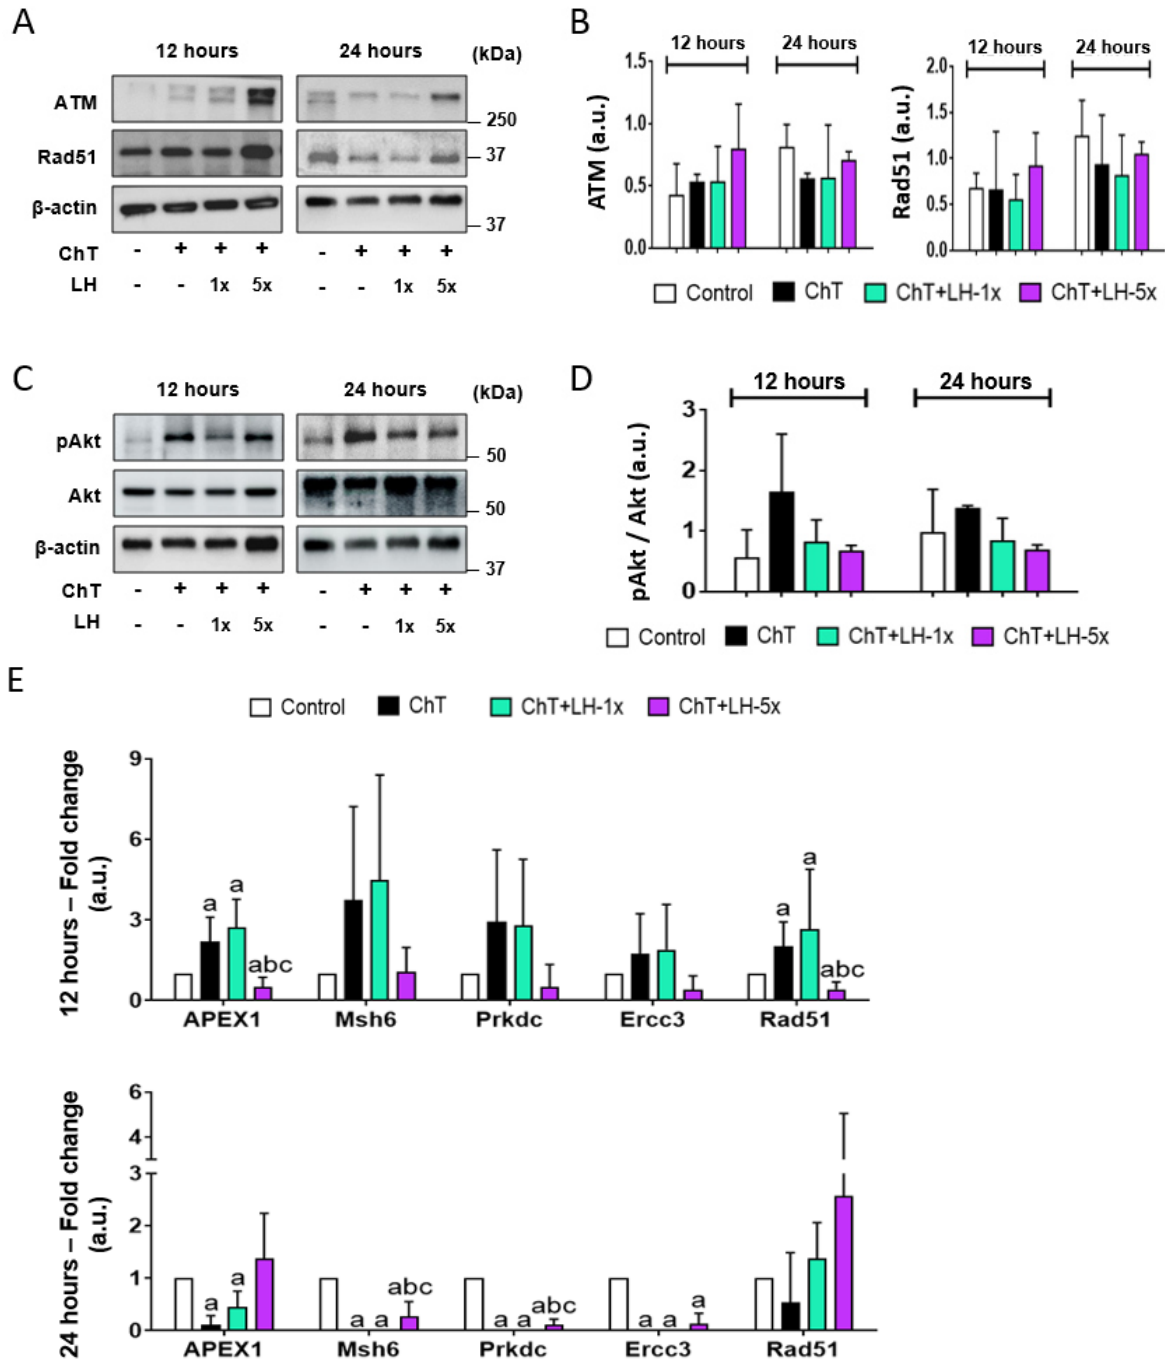 A
12 hours 24 hours (kDa)
ATM
250
Rad51
37
β-actin
37
ChT - + + + - + + +
LH - - 1x 5x - - 1x 5x
B
12 hours 24 hours
ATM (a.u.)
1.5
1.0
0.5
0.0
12 hours 24 hours
Rad51 (a.u.)
2.0
1.5
1.0
0.5
0.0
Control ChT ChT+LH-1x ChT+LH-5x
C
12 hours 24 hours (kDa)
pAkt
50
Akt
50
β-actin
37
ChT - + + + - + + +
LH - - 1x 5x - - 1x 5x
D
12 hours 24 hours
pAkt / Akt (a.u.)
3
2
1
0
Control ChT ChT+LH-1x ChT+LH-5x
E
Control ChT ChT+LH-1x ChT+LH-5x
12 hours – Fold change
(a.u.)
9
6
3
0
a a abc a a abc
APEX1 Msh6 Prkdc Ercc3 Rad51
24 hours – Fold change
(a.u.)
6
4
3
2
1
0
a a a a abc a a abc a a a
APEX1 Msh6 Prkdc Ercc3 Rad51